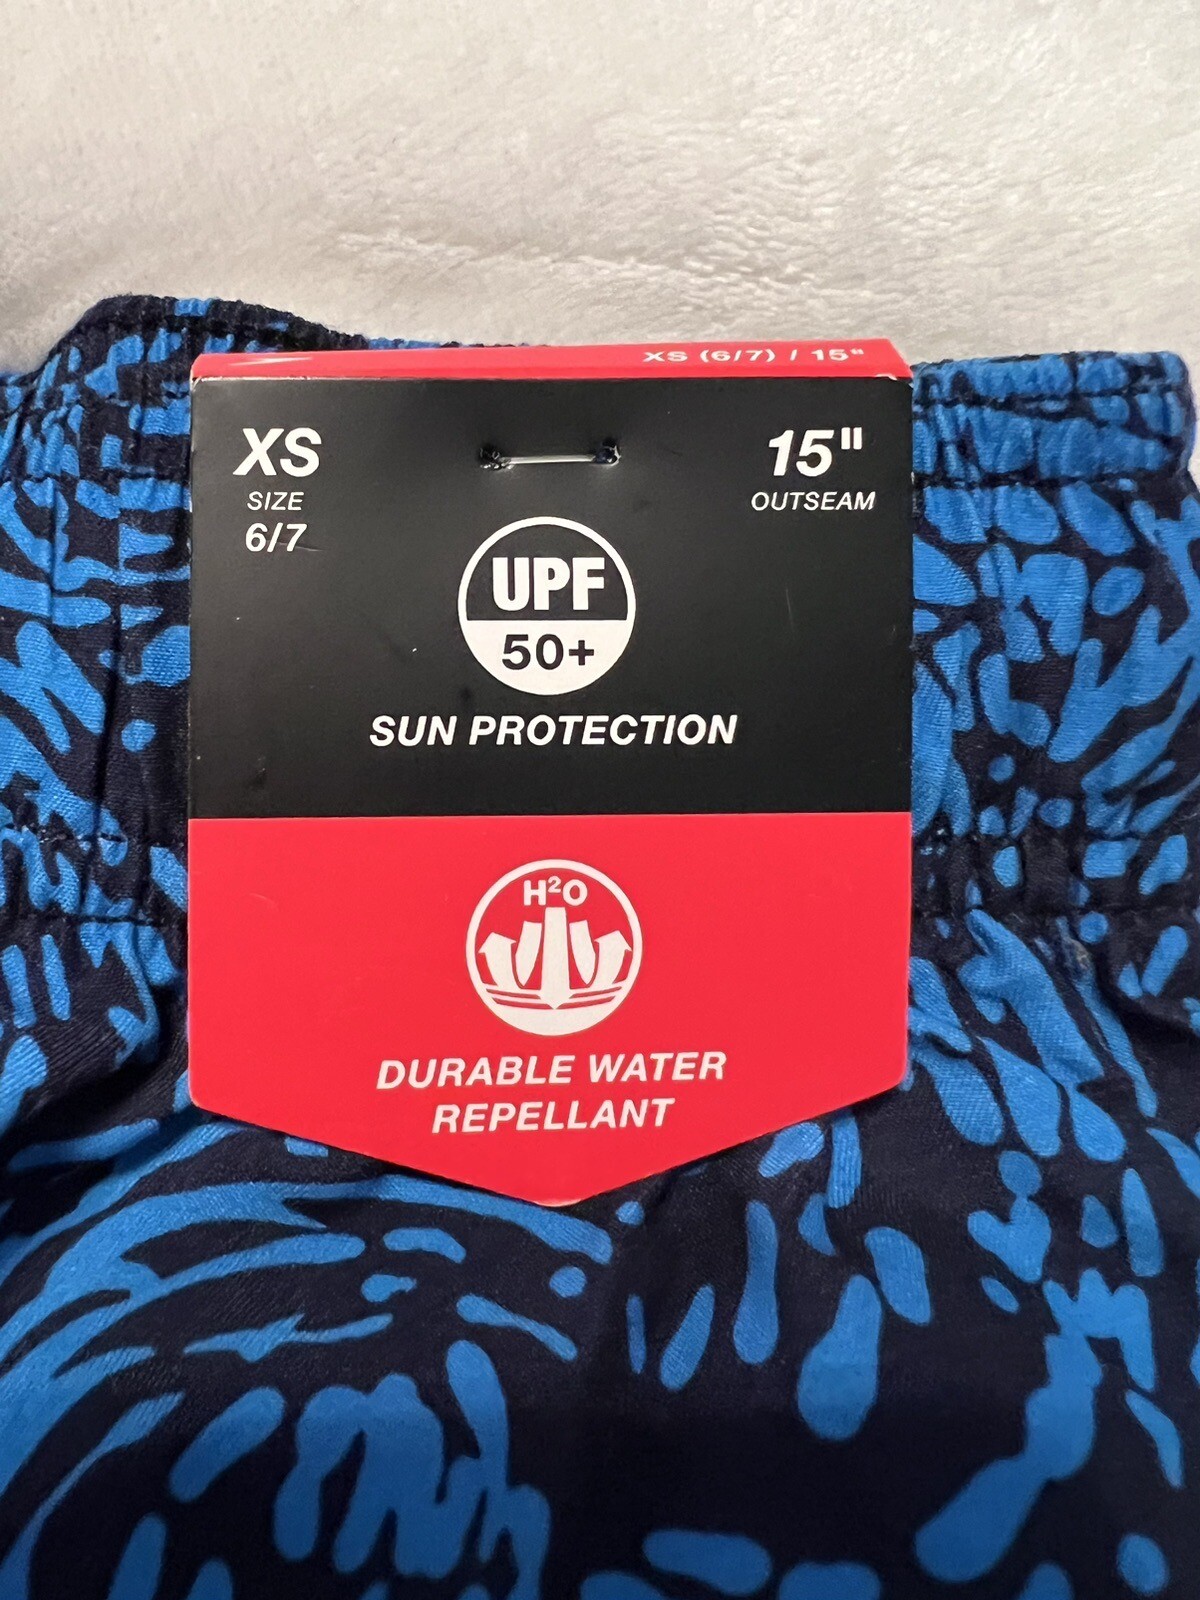 XS (6/7) / 15"
XS
SIZE
6/7
15"
OUTSEAM
UPF
50+
SUN PROTECTION
H²O
DURABLE WATER
REPELLANT